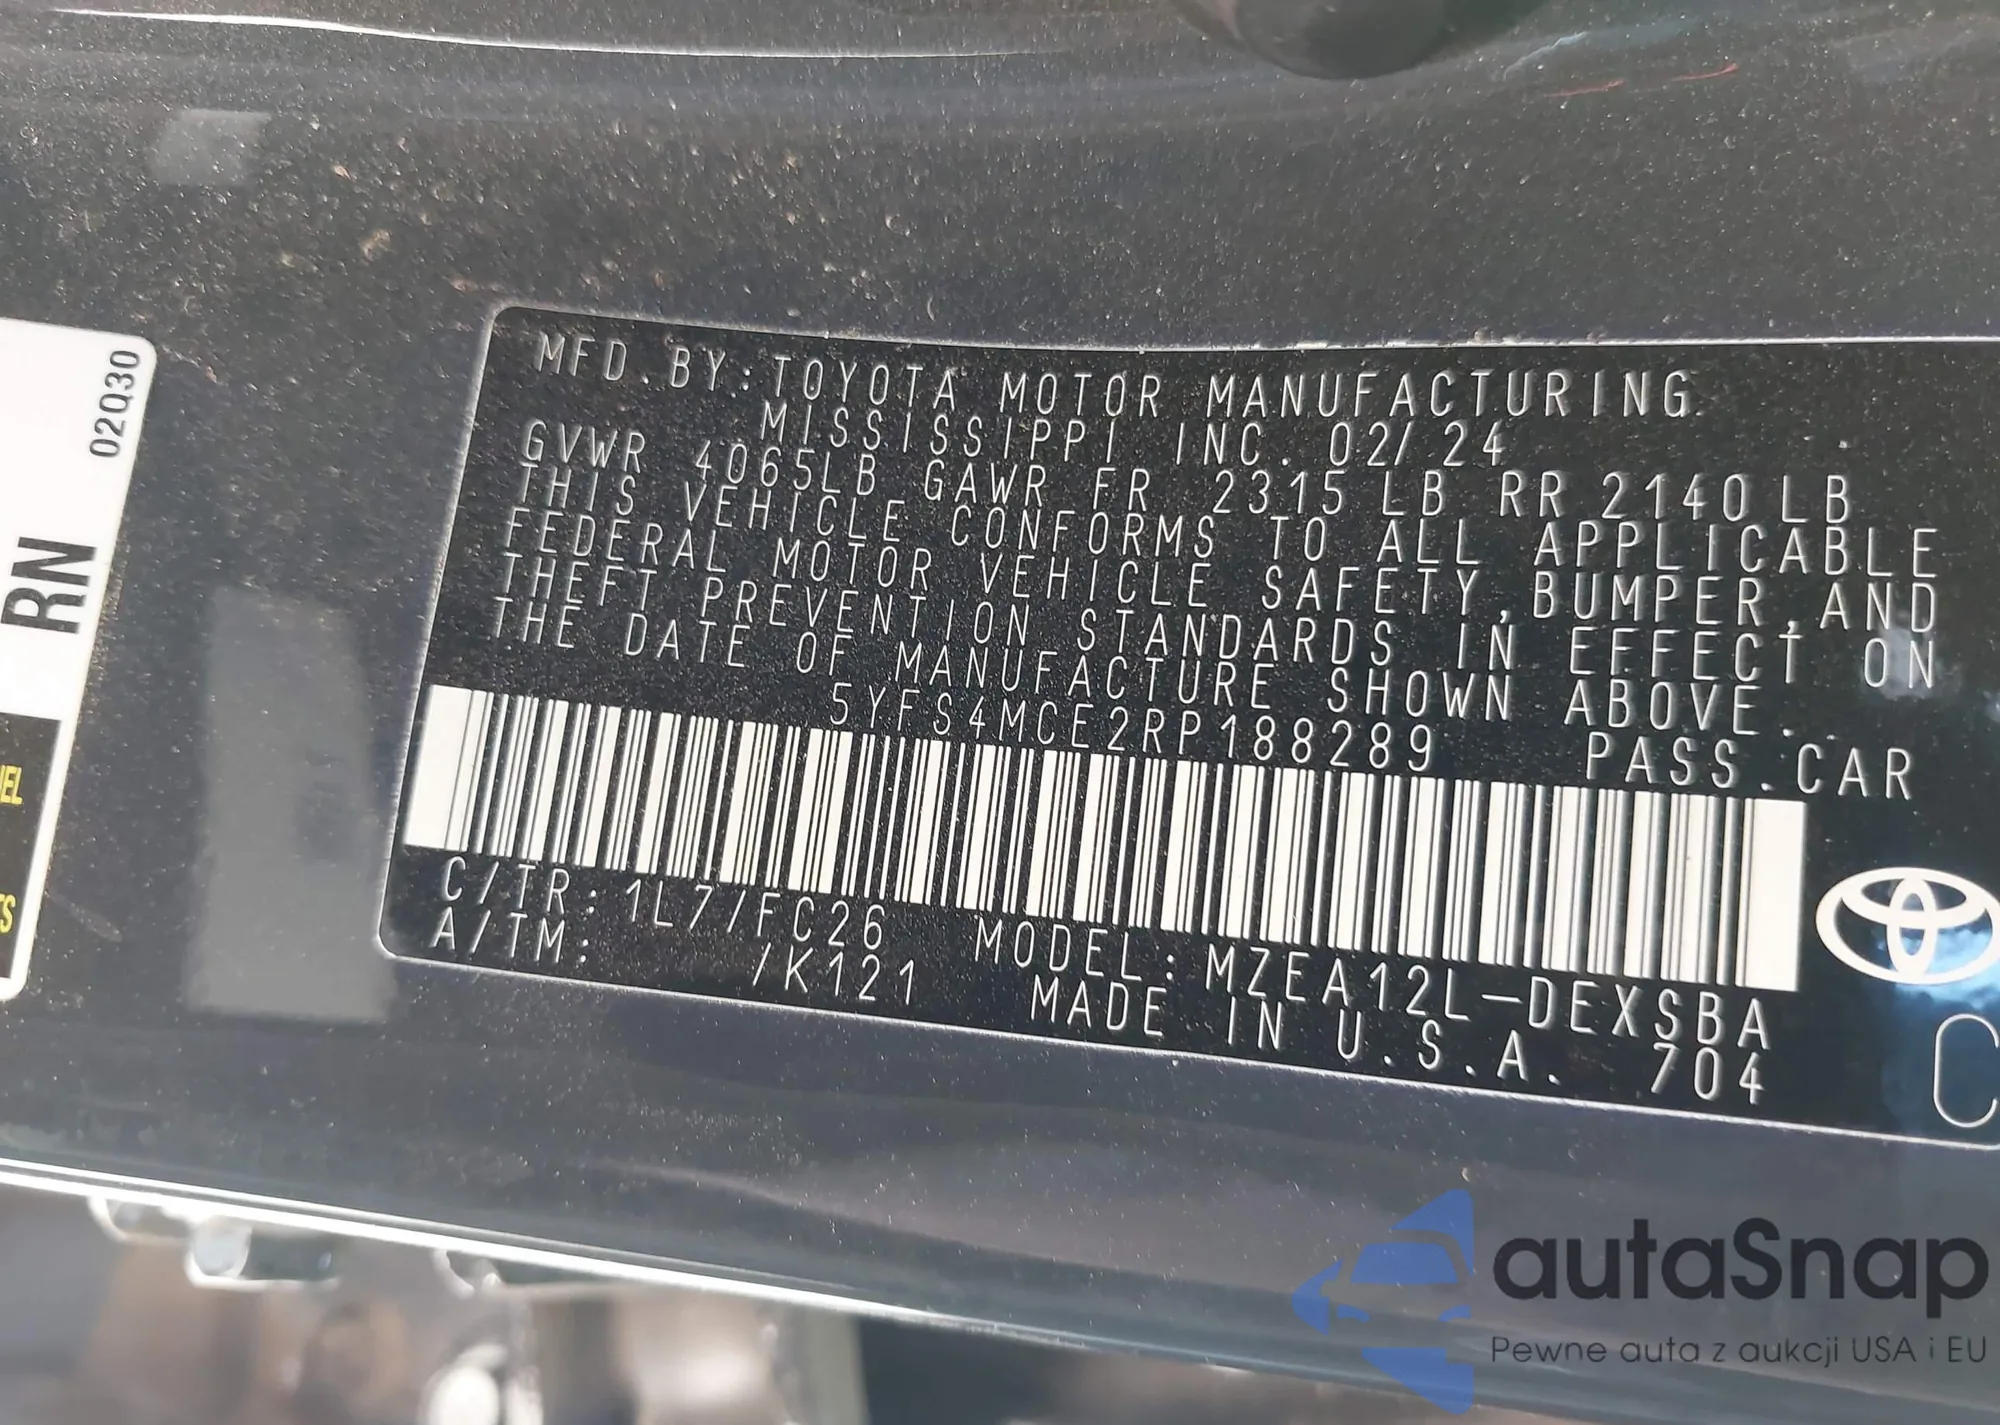 MFD.BY:TOYOTA MOTOR MANUFACTURING
MISSISSIPPI INC. 02/24
GVWR 4065LB GAWR FR 2315LB RR 2140LB
THIS VEHICLE CONFORMS TO ALL APPLICABLE
FEDERAL MOTOR VEHICLE SAFETY,BUMPER,AND
THEFT PREVENTION STANDARDS IN EFFECT ON
THE DATE OF MANUFACTURE SHOWN ABOVE.
5YFS4MCE2RP188289 PASS.CAR
C/TR:1L7/FC26 MODEL:MZEA12L-DEXSBA
A/TM: /K121 MADE IN U.S.A. 704
C
02Q30
RN
autaSnap
Pewne auta z aukcji USA i EU